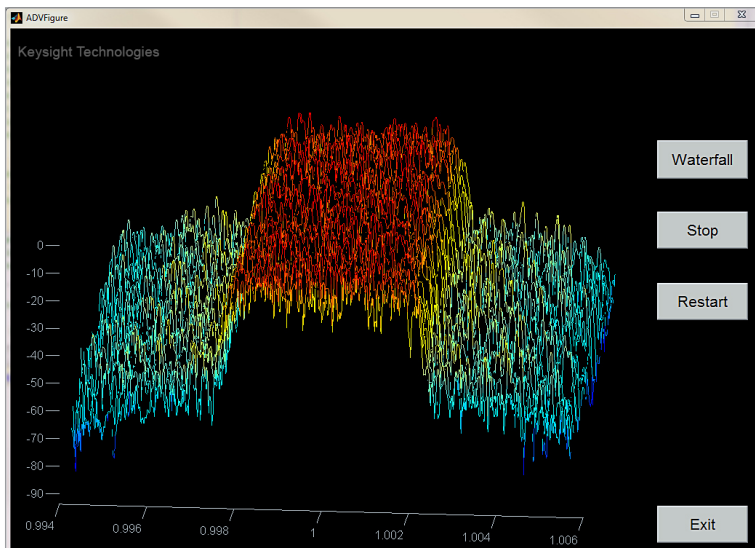 ADVFigure
Keysight Technologies
Waterfall
Stop
Restart
Exit
0
-10
-20
-30
-40
-50
-60
-70
-80
-90
0.994
0.996
0.998
1
1.002
1.004
1.006